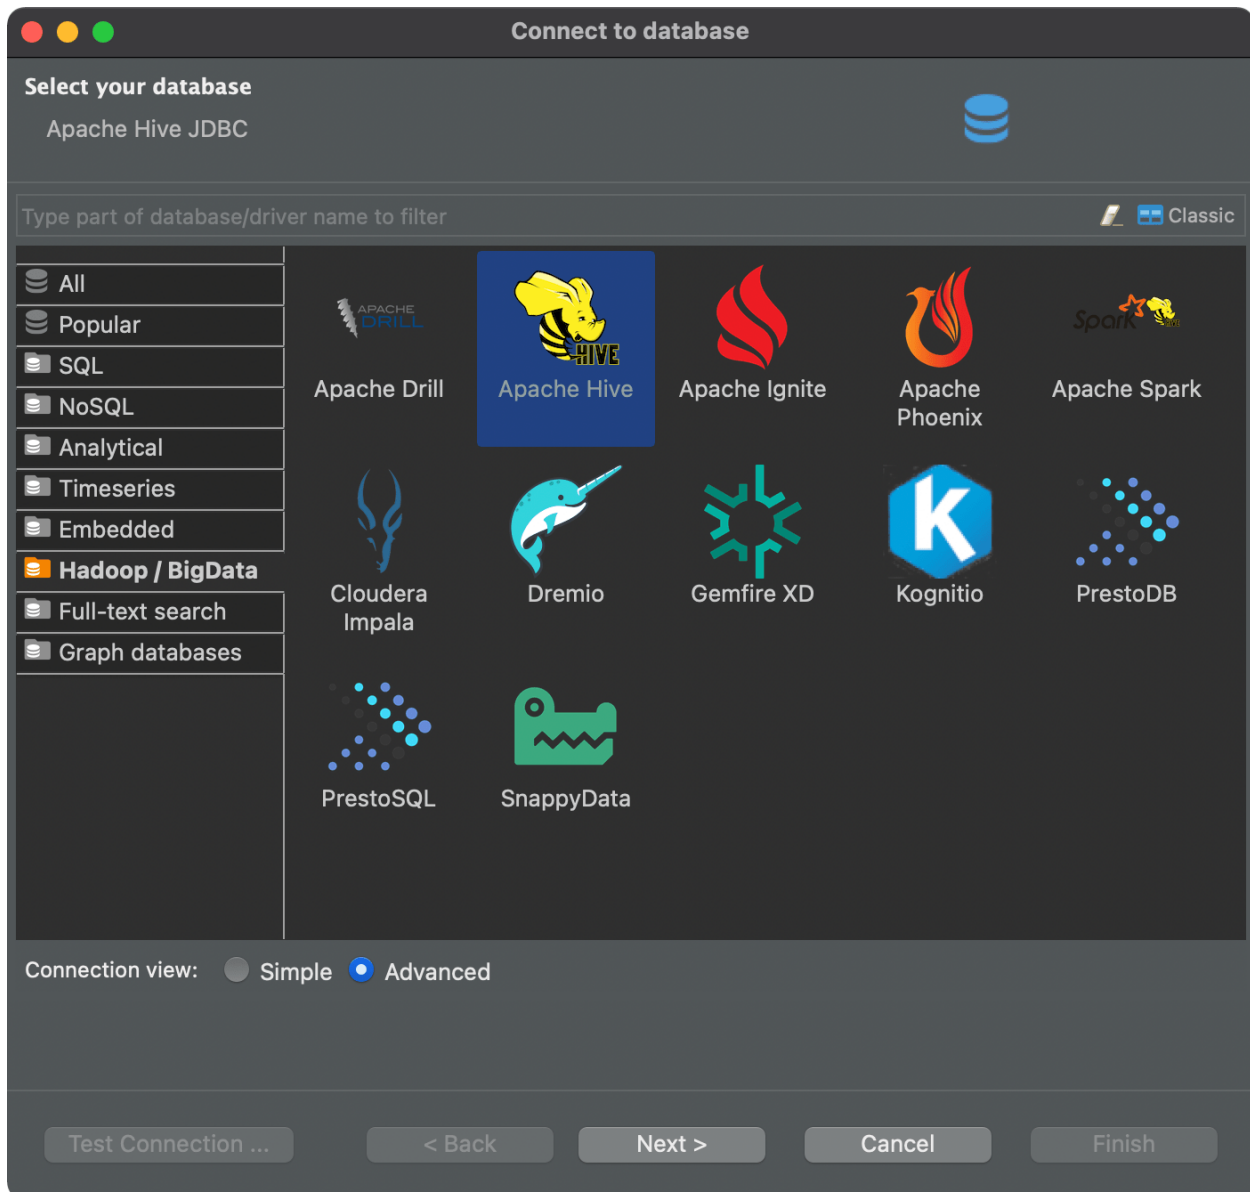 Connect to database
Select your database
Apache Hive JDBC
Type part of database/driver name to filter
Classic
All
Popular
SQL
NoSQL
Analytical
Timeseries
Embedded
Hadoop / BigData
Full-text search
Graph databases
APACHE
DRILL
Apache Drill
HIVE
Apache Hive
Apache Ignite
Apache
Phoenix
Spark
Apache Spark
Cloudera
Impala
Dremio
Gemfire XD
K
Kognitio
PrestoDB
PrestoSQL
SnappyData
Connection view:
Simple
Advanced
Test Connection ...
< Back
Next >
Cancel
Finish